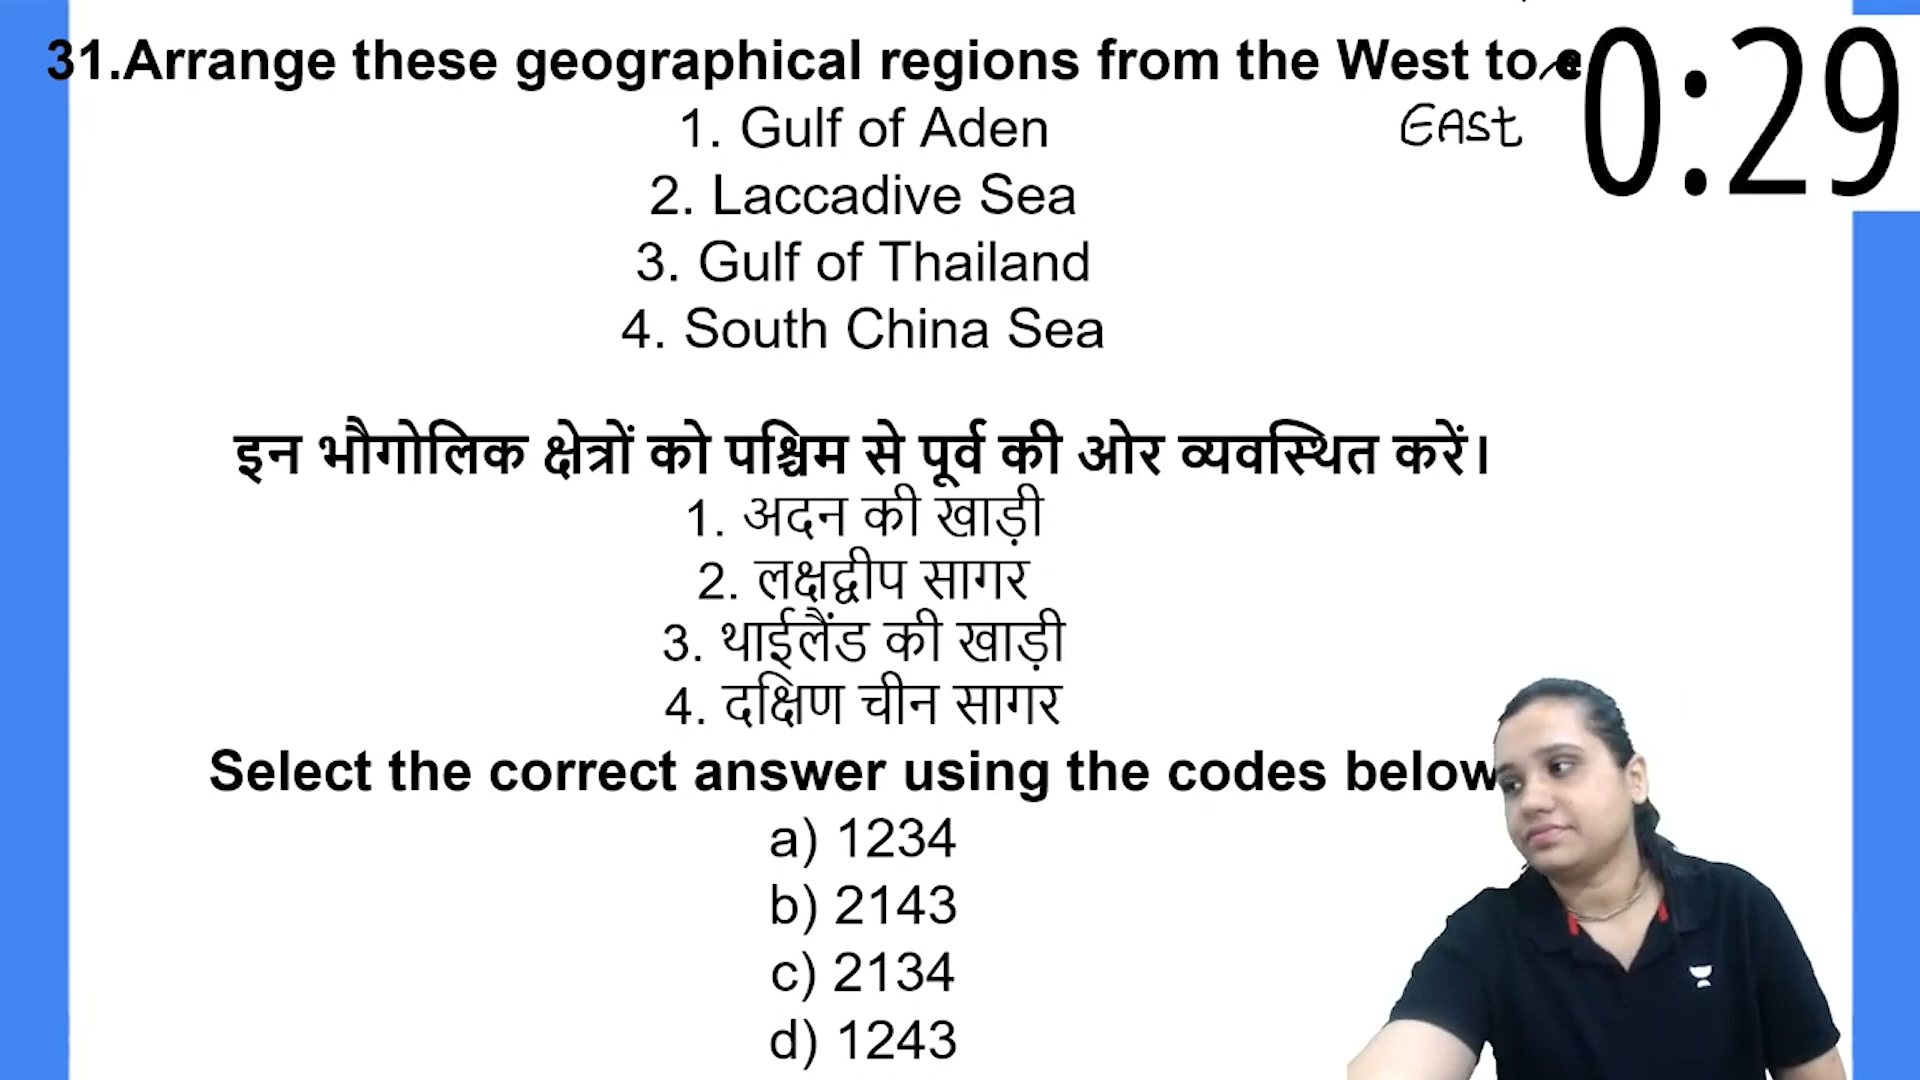 31.Arrange these geographical regions from the West to
EAST
0:29
1. Gulf of Aden
2. Laccadive Sea
3. Gulf of Thailand
4. South China Sea
इन भौगोलिक क्षेत्रों को पश्चिम से पूर्व की ओर व्यवस्थित करें।
1. अदन की खाड़ी
2. लक्षद्वीप सागर
3. थाईलैंड की खाड़ी
4. दक्षिण चीन सागर
Select the correct answer using the codes below
a) 1234
b) 2143
c) 2134
d) 1243